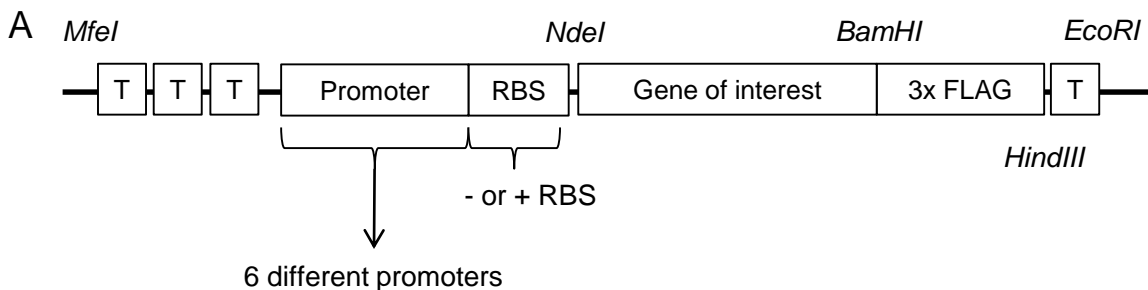 A MfeI NdeI BamHI EcoRI
T T T Promoter RBS Gene of interest 3x FLAG T
HindIII
- or + RBS
6 different promoters